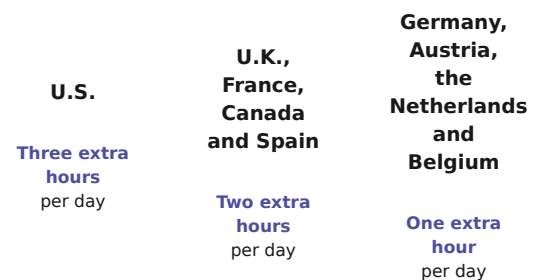 U.S.
Three extra
hours
per day
U.K.,
France,
Canada
and Spain
Two extra
hours
per day
Germany,
Austria,
the
Netherlands
and
Belgium
One extra
hour
per day